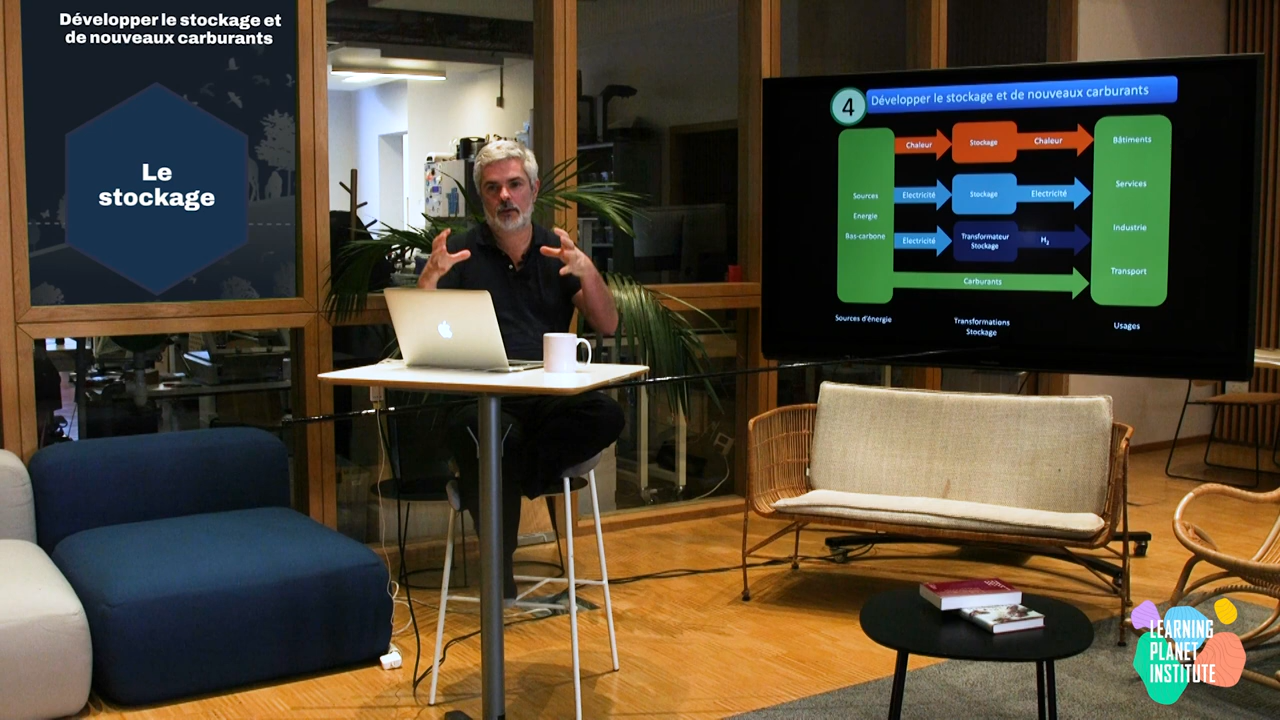 Développer le stockage et
de nouveaux carburants
Le
stockage
4
Développer le stockage et de nouveaux carburants
Chaleur
Stockage
Chaleur
Bâtiments
Sources
Energie
Bas-carbone
Electricité
Stockage
Electricité
Services
Electricité
Transformateur
Stockage
H₂
Industrie
Carburants
Transport
Sources d'énergie
Transformations
Stockage
Usages
LEARNING
PLANET
INSTITUTE